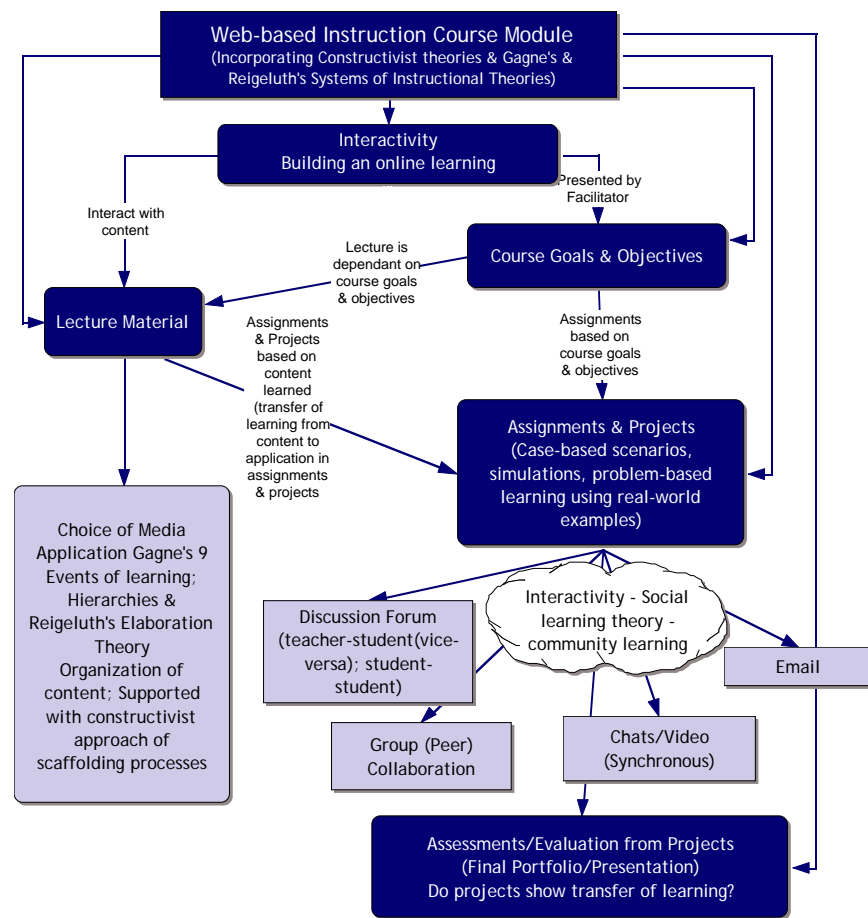 Web-based Instruction Course Module
(Incorporating Constructivist theories & Gagne's &
Reigeluth's Systems of Instructional Theories)
Interactivity
Building an online learning
Presented by
Facilitator
Interact with
content
Course Goals & Objectives
Lecture is
dependant on
course goals
& objectives
Lecture Material
Assignments
& Projects
based on
content
learned
(transfer of
learning from
content to
application in
assignments
& projects
Assignments
based on
course goals
& objectives
Assignments & Projects
(Case-based scenarios,
simulations, problem-based
learning using real-world
examples)
Choice of Media
Application Gagne's 9
Events of learning;
Hierarchies &
Reigeluth's Elaboration
Theory
Organization of
content; Supported
with constructivist
approach of
scaffolding processes
Interactivity - Social
learning theory -
community learning
Discussion Forum
(teacher-student(vice-
versa); student-
student)
Email
Group (Peer)
Collaboration
Chats/Video
(Synchronous)
Assessments/Evaluation from Projects
(Final Portfolio/Presentation)
Do projects show transfer of learning?